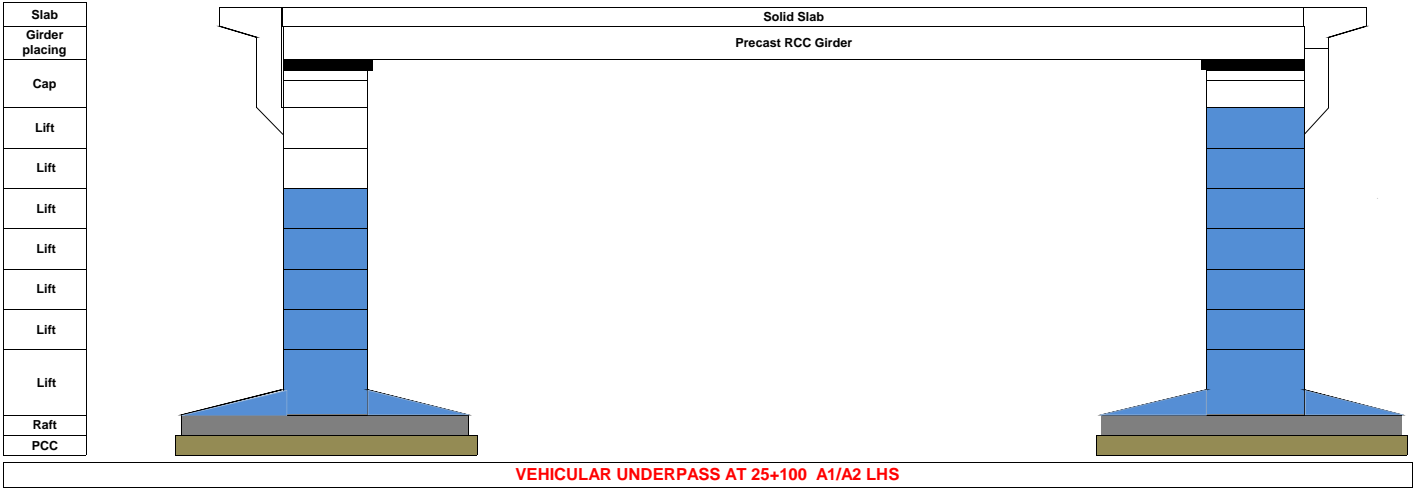 Slab
Solid Slab
Girder
placing
Precast RCC Girder
Cap
Lift
Lift
Lift
Lift
Lift
Lift
Lift
Raft
PCC
VEHICULAR UNDERPASS AT 25+100 A1/A2 LHS